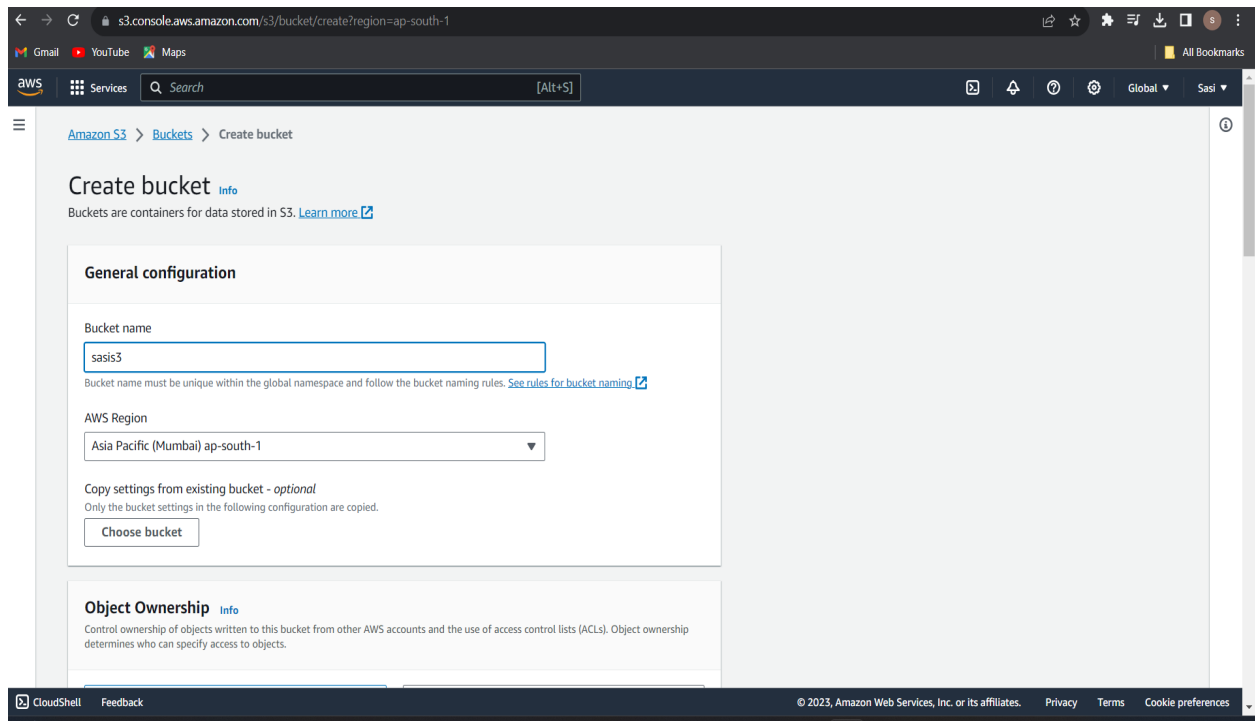 s3.console.aws.amazon.com/s3/bucket/create?region=ap-south-1
S
Gmail YouTube Maps All Bookmarks
aws Services Search [Alt+S] Global Sasi
Amazon S3 > Buckets > Create bucket
Create bucket Info
Buckets are containers for data stored in S3. Learn more
General configuration
Bucket name
sasis3
Bucket name must be unique within the global namespace and follow the bucket naming rules. See rules for bucket naming
AWS Region
Asia Pacific (Mumbai) ap-south-1
Copy settings from existing bucket - optional
Only the bucket settings in the following configuration are copied.
Choose bucket
Object Ownership Info
Control ownership of objects written to this bucket from other AWS accounts and the use of access control lists (ACLs). Object ownership
determines who can specify access to objects.
CloudShell Feedback © 2023, Amazon Web Services, Inc. or its affiliates. Privacy Terms Cookie preferences